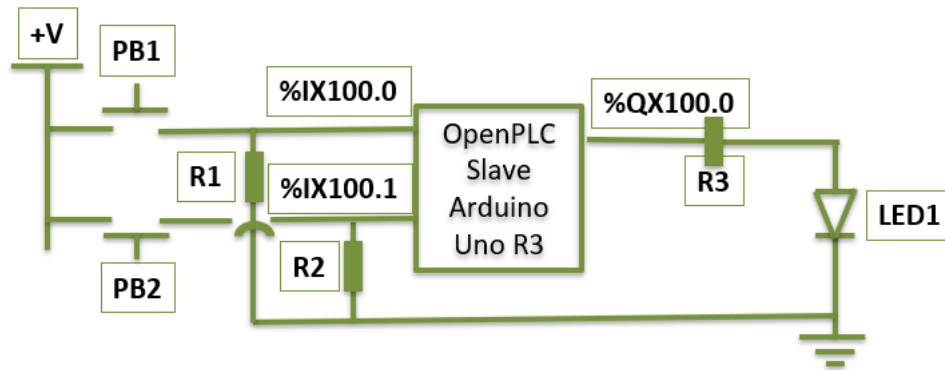 +V
PB1
%IX100.0
%QX100.0
OpenPLC
Slave
Arduino
Uno R3
R1
%IX100.1
R3
LED1
R2
PB2